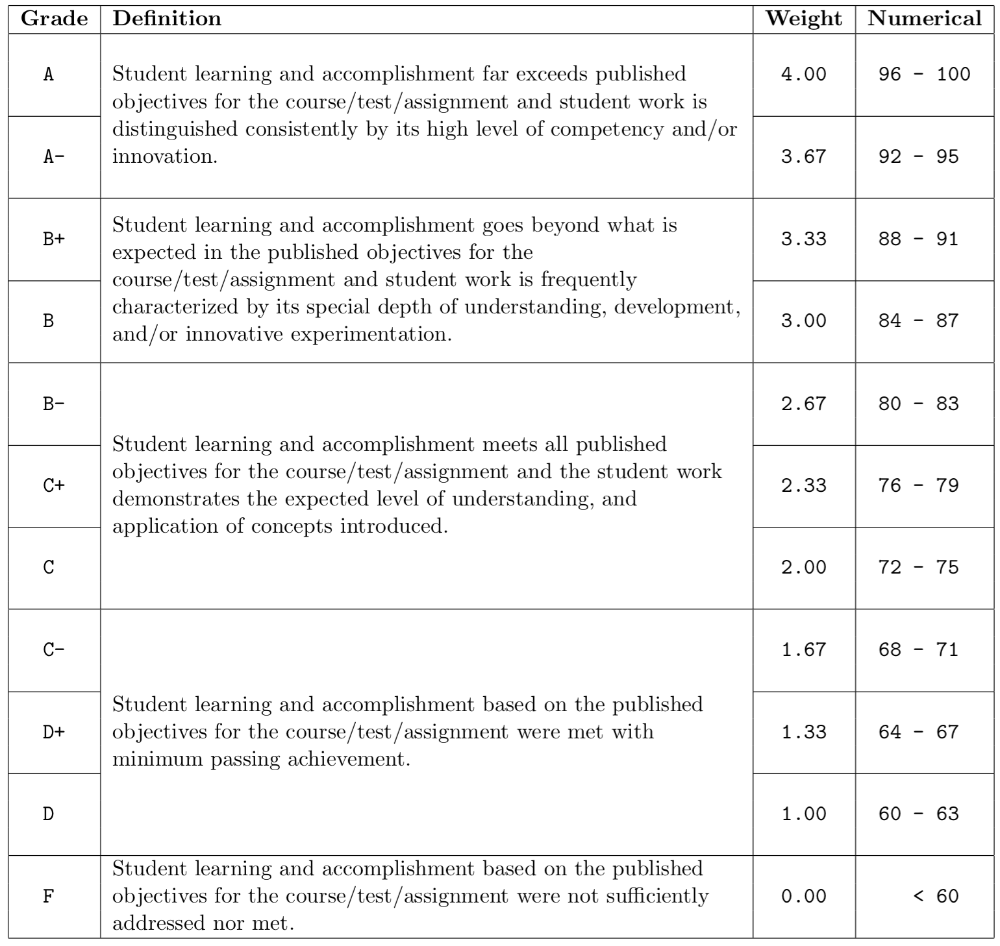 Grade Definition Weight Numerical
A 4.00 96 - 100
Student learning and accomplishment far exceeds published
objectives for the course/test/assignment and student work is
distinguished consistently by its high level of competency and/or
innovation.
A- 3.67 92 - 95
B+ 3.33 88 - 91
Student learning and accomplishment goes beyond what is
expected in the published objectives for the
course/test/assignment and student work is frequently
characterized by its special depth of understanding, development,
and/or innovative experimentation.
B 3.00 84 - 87
B- 2.67 80 - 83
Student learning and accomplishment meets all published
objectives for the course/test/assignment and the student work
demonstrates the expected level of understanding, and
application of concepts introduced.
C+ 2.33 76 - 79
C 2.00 72 - 75
C- 1.67 68 - 71
Student learning and accomplishment based on the published
objectives for the course/test/assignment were met with
minimum passing achievement.
D+ 1.33 64 - 67
D 1.00 60 - 63
Student learning and accomplishment based on the published
objectives for the course/test/assignment were not sufficiently
addressed nor met.
F 0.00 < 60